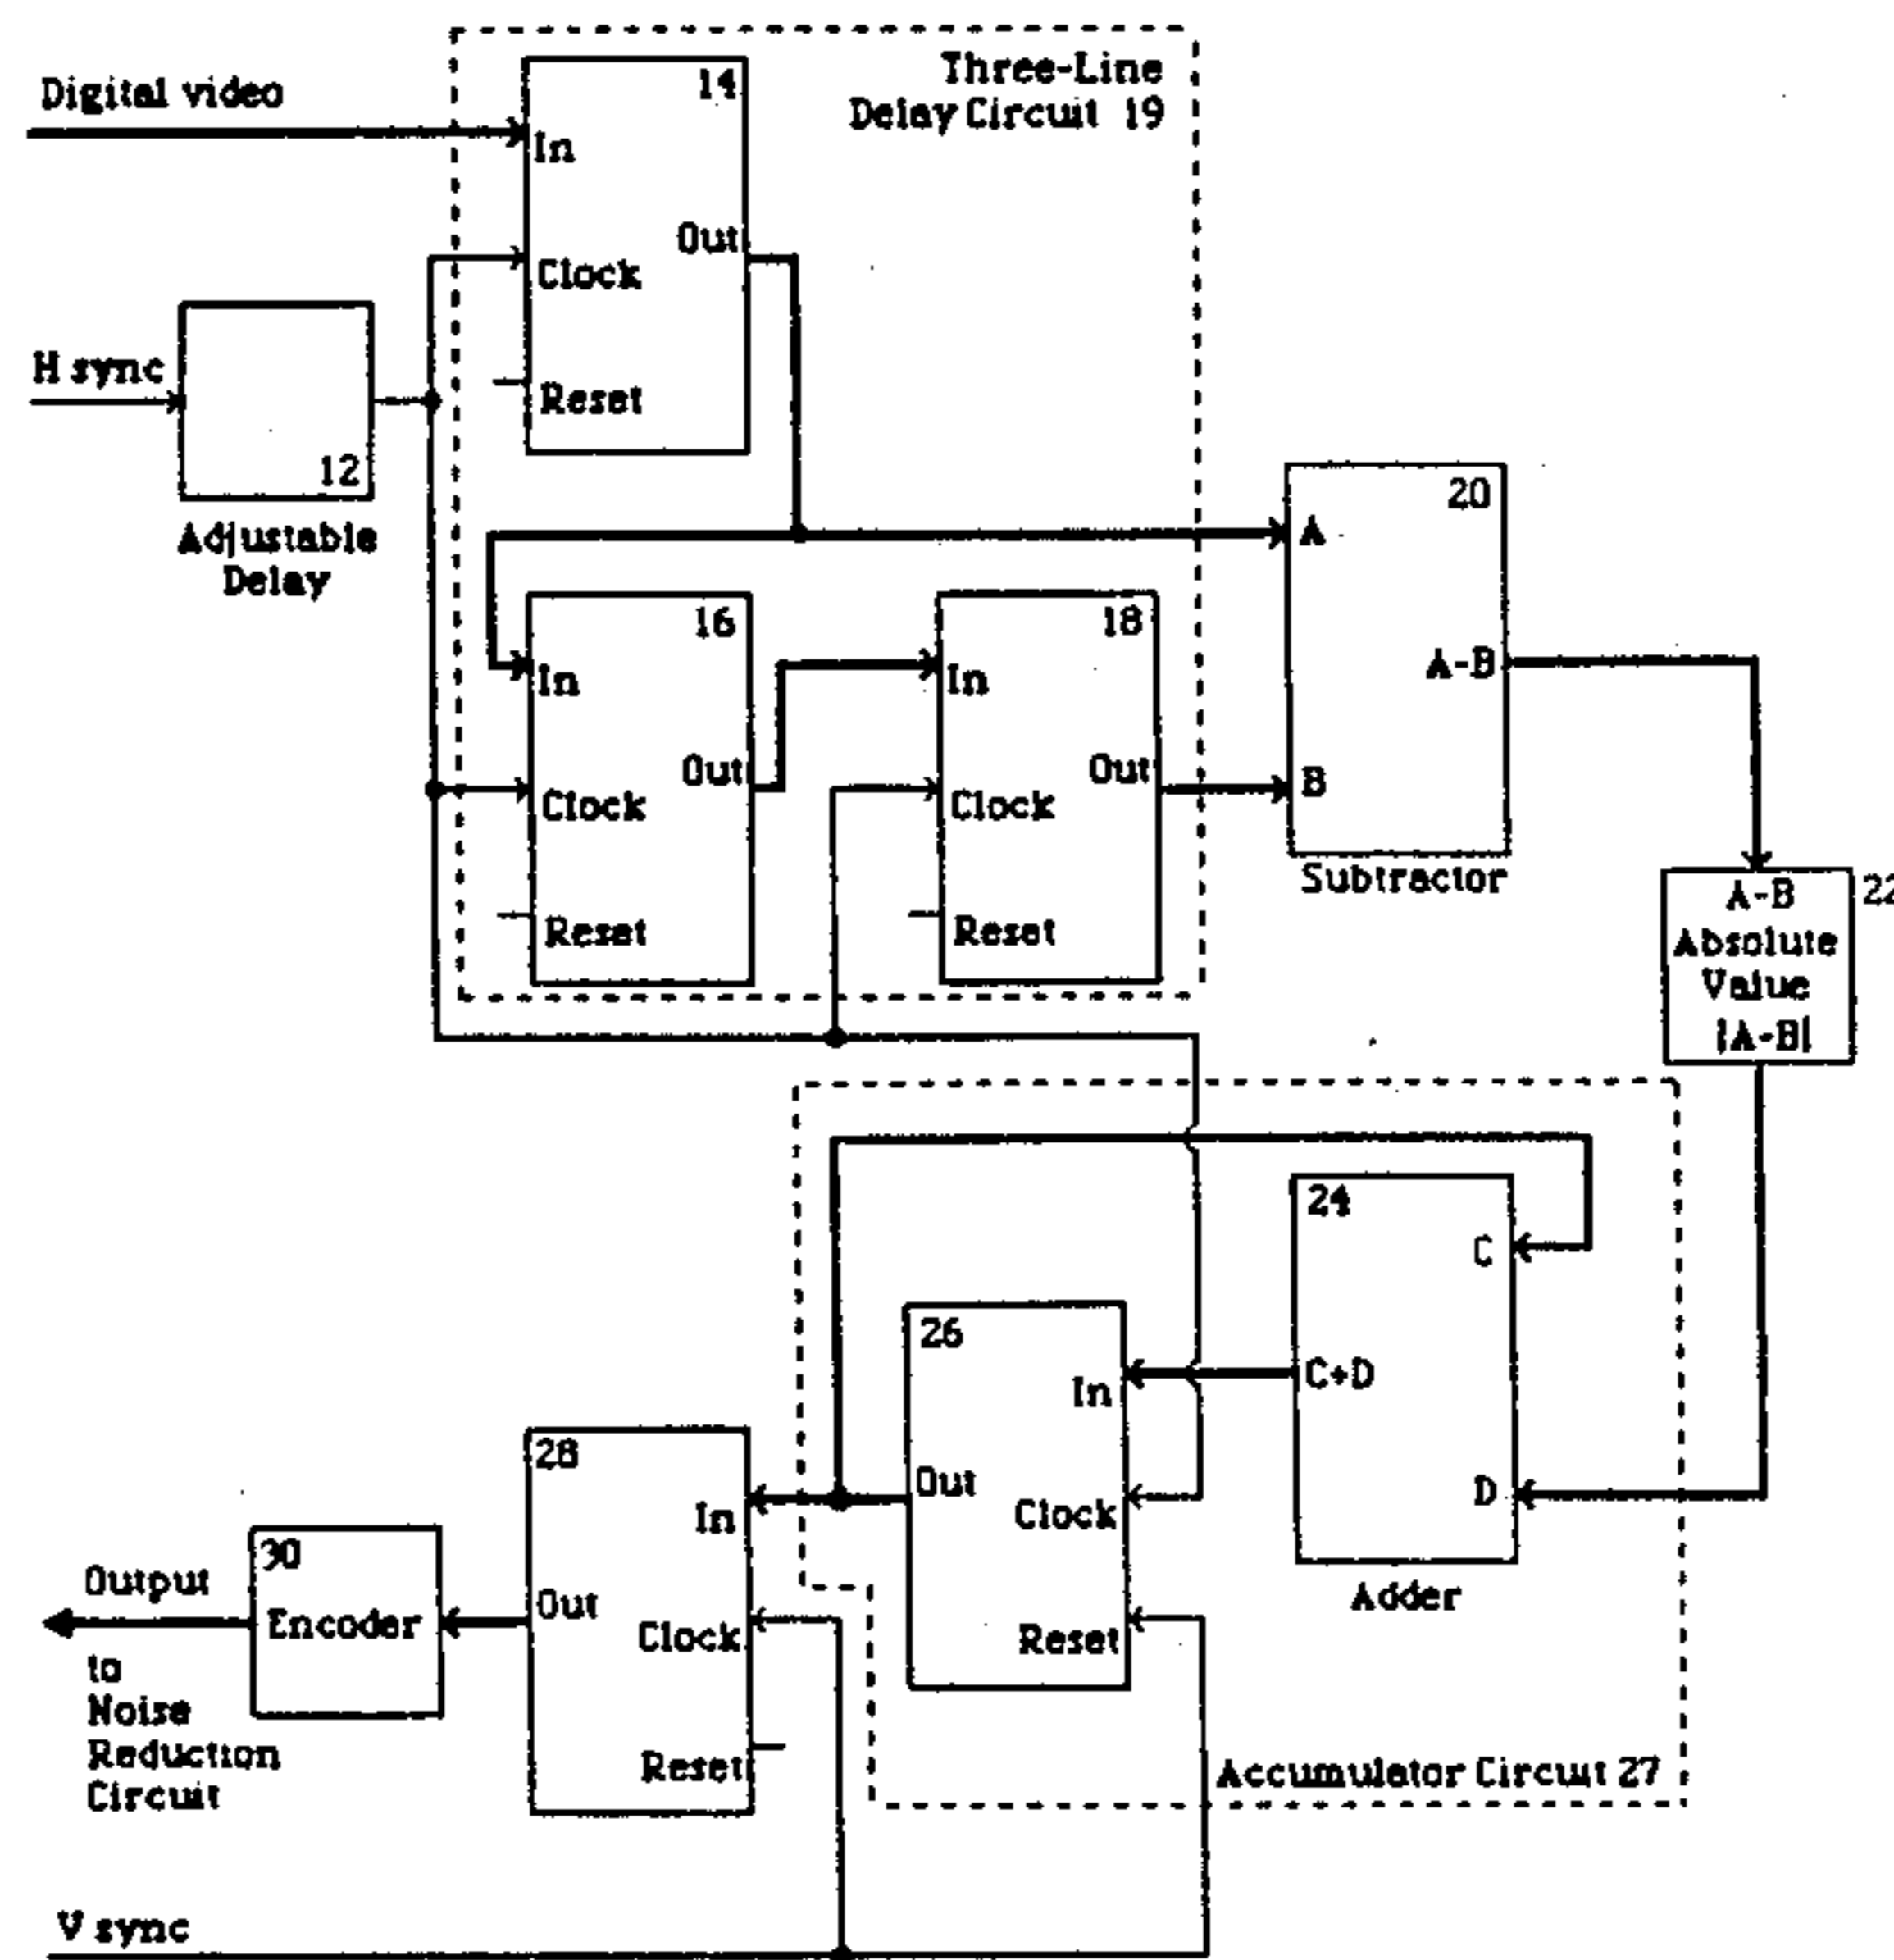 Digital video
14
In
Clock
Out
Reset
Three-Line
Delay Circuit 19
H sync
12
Adjustable
Delay
16
In
Out
Clock
Reset
18
In
Out
Clock
Reset
20
A
A-B
B
Subtractor
A-B
Absolute
Value
|A-B|
22
24
C
C+D
D
Adder
26
In
Out
Clock
Reset
Accumulator Circuit 27
28
In
Out
Clock
Reset
30
Encoder
Output
to
Noise
Reduction
Circuit
V sync